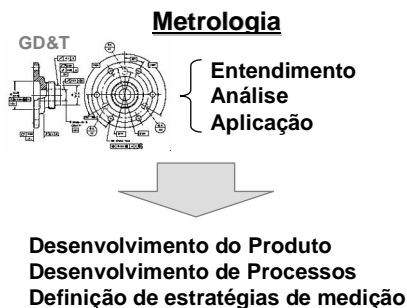 Metrologia
GD&T
Entendimento
Análise
Aplicação
Desenvolvimento do Produto
Desenvolvimento de Processos
Definição de estratégias de medição